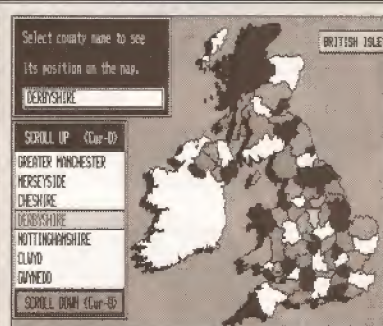 Select county name to see
its position on the map.
DERBYSHIRE
BRITISH ISLE
SCROLL UP <Cur-U>
GREATER MANCHESTER
MERSEYSIDE
CHESHIRE
DERBYSHIRE
NOTTINGHAMSHIRE
CLWYD
GWYNEDD
SCROLL DOWN <Cur-D>